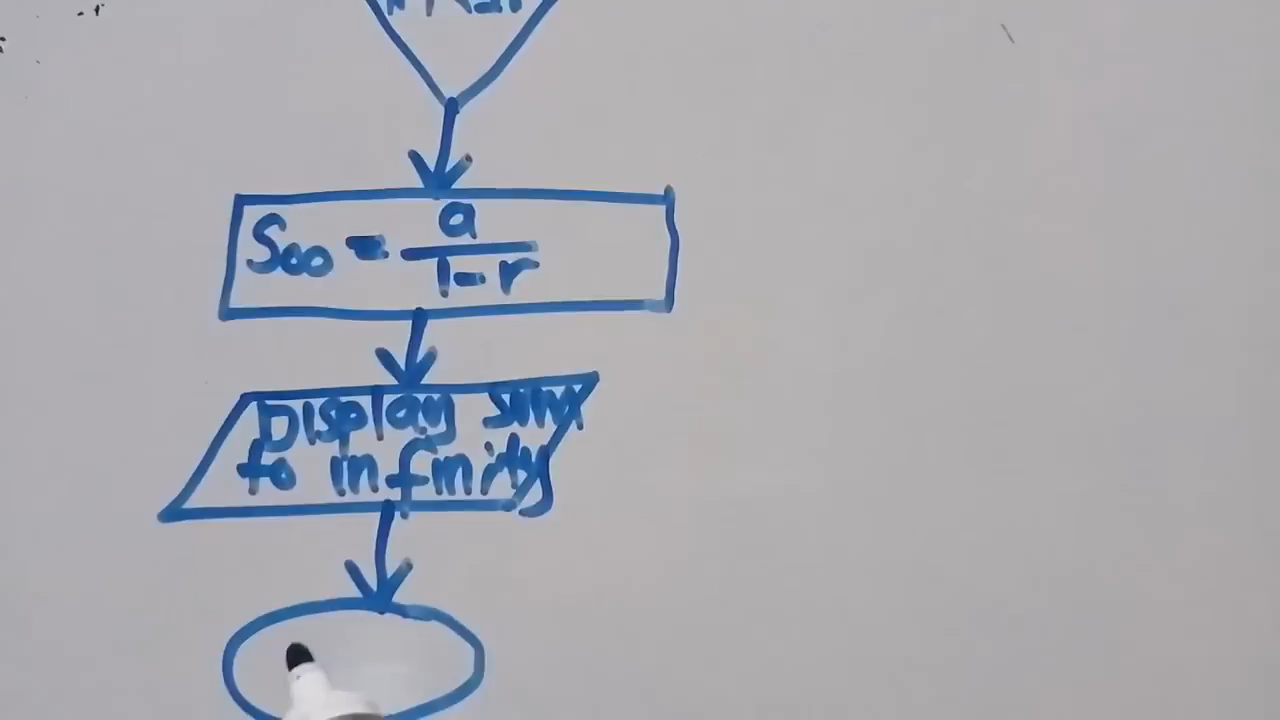 S∞ = a
1-r
Display sum
to infinity